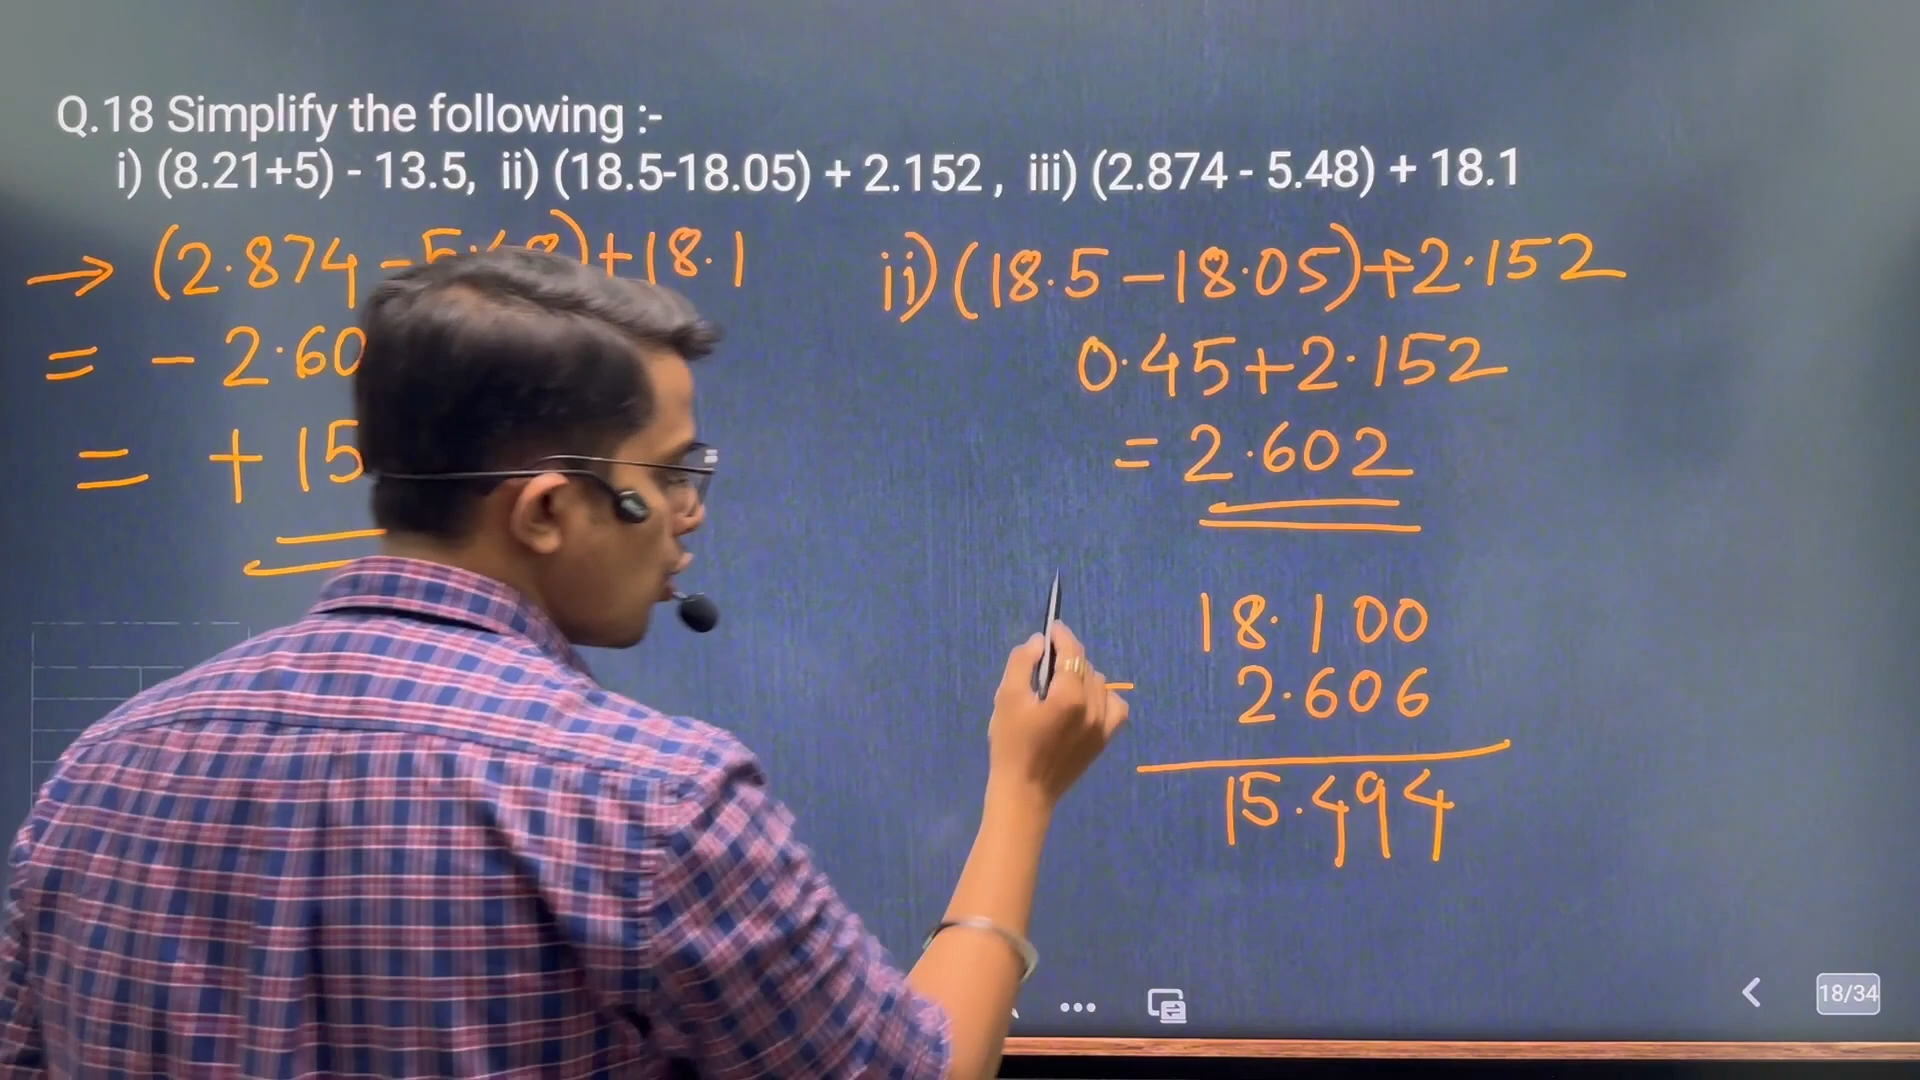 Q.18 Simplify the following :-
i) (8.21+5) - 13.5, ii) (18.5-18.05) + 2.152 , iii) (2.874 - 5.48) + 18.1
→ (2.874 - 5.48) + 18.1
= - 2.60
= + 15
ii) (18.5 - 18.05) + 2.152
0.45 + 2.152
= 2.602
18.100
- 2.606
15.494
18/34